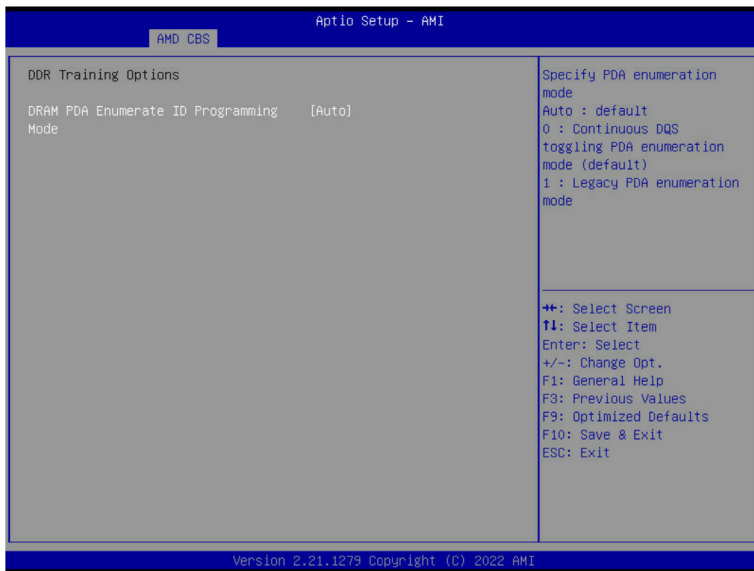 Aptio Setup – AMI
AMD CBS
DDR Training Options
DRAM PDA Enumerate ID Programming [Auto]
Mode
Specify PDA enumeration
mode
Auto : default
0 : Continuous DQS
toggling PDA enumeration
mode (default)
1 : Legacy PDA enumeration
mode
→←: Select Screen
↑↓: Select Item
Enter: Select
+/-: Change Opt.
F1: General Help
F3: Previous Values
F9: Optimized Defaults
F10: Save & Exit
ESC: Exit
Version 2.21.1279 Copyright (C) 2022 AMI